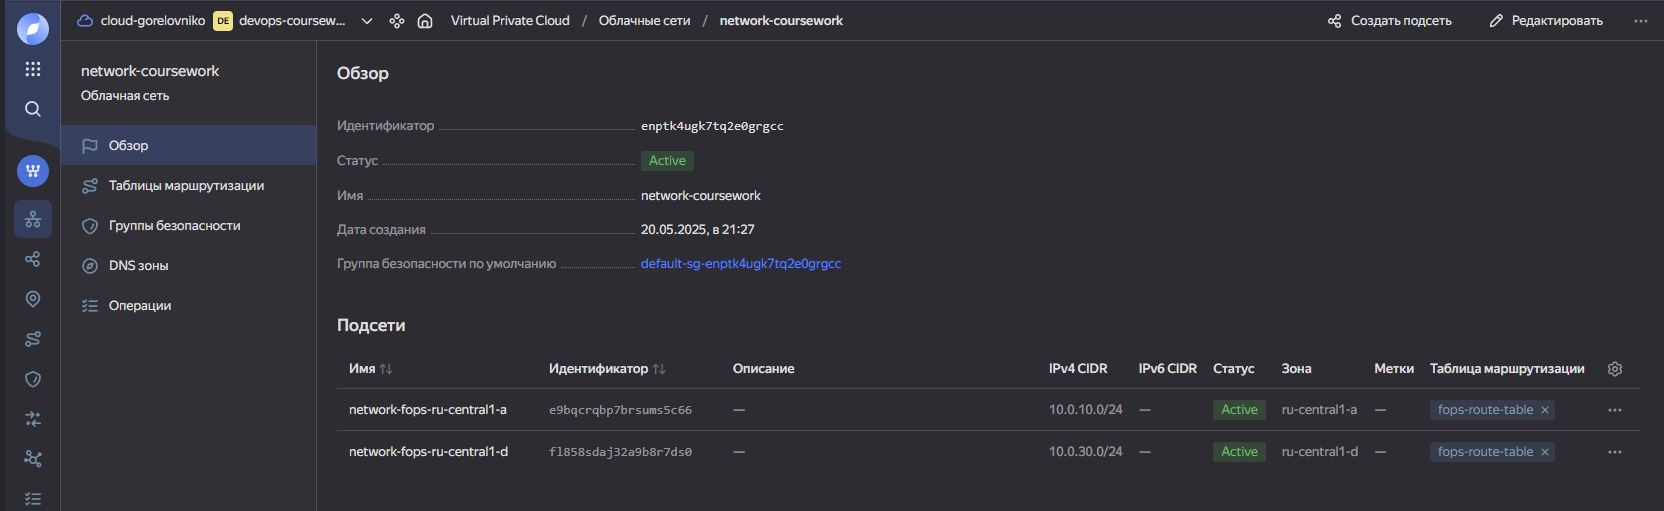 cloud-gorelovniko DE devops-coursew... Virtual Private Cloud / Облачные сети / network-coursework Создать подсеть Редактировать
network-coursework
Облачная сеть
Обзор
Таблицы маршрутизации
Группы безопасности
DNS зоны
Операции
Обзор
Идентификатор enptk4ugk7tq2e0grgcc
Статус Active
Имя network-coursework
Дата создания 20.05.2025, в 21:27
Группа безопасности по умолчанию default-sg-enptk4ugk7tq2e0grgcc
Подсети
Имя Идентификатор Описание IPv4 CIDR IPv6 CIDR Статус Зона Метки Таблица маршрутизации
network-fops-ru-central1-a e9bqcrqbp7brsums5c66 — 10.0.10.0/24 — Active ru-central1-a — fops-route-table ×
network-fops-ru-central1-d fl858sdaj32a9b8r7ds0 — 10.0.30.0/24 — Active ru-central1-d — fops-route-table ×